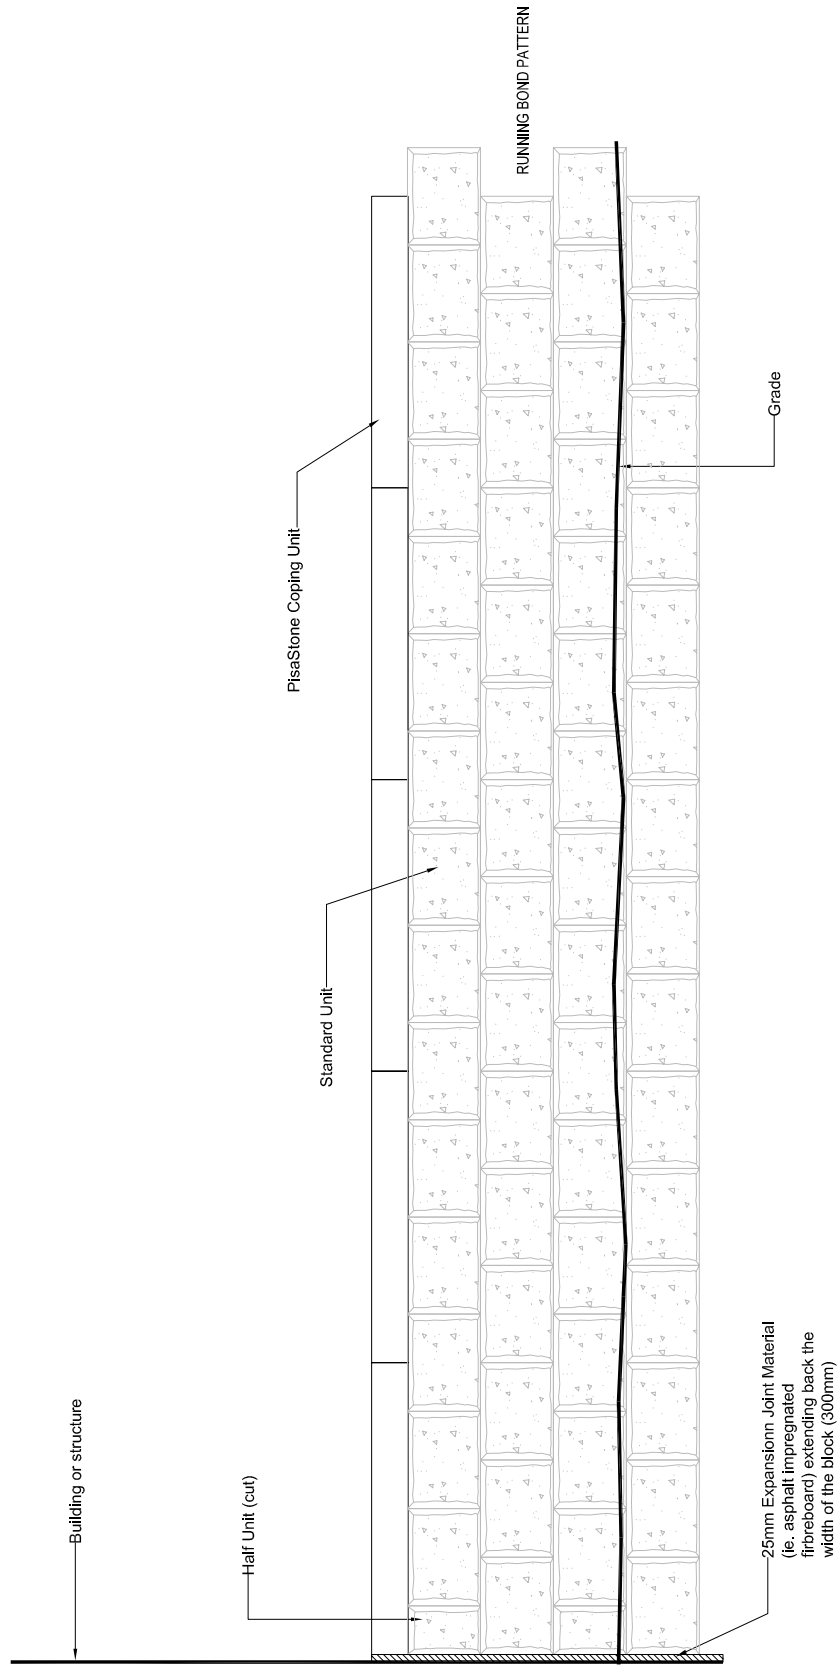 Building or structure
Half Unit (cut)
Standard Unit
PisaStone Coping Unit
RUNNING BOND PATTERN
Grade
25mm Expansionn Joint Material
(ie. asphalt impregnated
firbreboard) extending back the
width of the block (300mm)